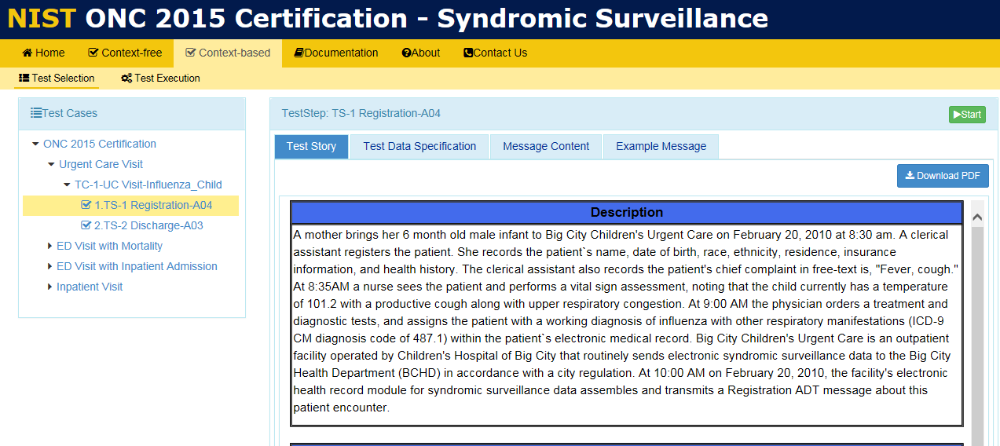 NIST ONC 2015 Certification - Syndromic Surveillance
Home Context-free Context-based Documentation About Contact Us
Test Selection Test Execution
Test Cases
ONC 2015 Certification
Urgent Care Visit
TC-1-UC Visit-Influenza_Child
1.TS-1 Registration-A04
2.TS-2 Discharge-A03
ED Visit with Mortality
ED Visit with Inpatient Admission
Inpatient Visit
TestStep: TS-1 Registration-A04
Start
Test Story Test Data Specification Message Content Example Message
Download PDF
Description
A mother brings her 6 month old male infant to Big City Children's Urgent Care on February 20, 2010 at 8:30 am. A clerical
assistant registers the patient. She records the patient`s name, date of birth, race, ethnicity, residence, insurance
information, and health history. The clerical assistant also records the patient's chief complaint in free-text is, "Fever, cough."
At 8:35AM a nurse sees the patient and performs a vital sign assessment, noting that the child currently has a temperature
of 101.2 with a productive cough along with upper respiratory congestion. At 9:00 AM the physician orders a treatment and
diagnostic tests, and assigns the patient with a working diagnosis of influenza with other respiratory manifestations (ICD-9
CM diagnosis code of 487.1) within the patient`s electronic medical record. Big City Children's Urgent Care is an outpatient
facility operated by Children's Hospital of Big City that routinely sends electronic syndromic surveillance data to the Big City
Health Department (BCHD) in accordance with a city regulation. At 10:00 AM on February 20, 2010, the facility's electronic
health record module for syndromic surveillance data assembles and transmits a Registration ADT message about this
patient encounter.